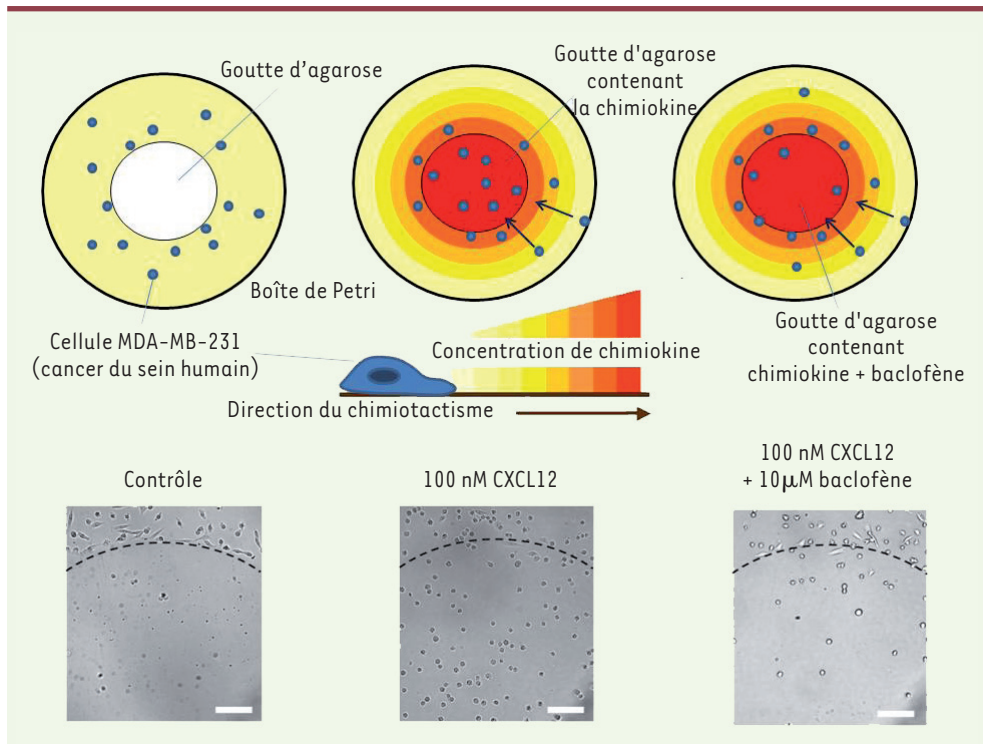 Goutte d’agarose
Goutte d'agarose
contenant
la chimiokine
Boîte de Petri
Cellule MDA-MB-231
(cancer du sein humain)
Concentration de chimiokine
Goutte d'agarose
contenant
chimiokine + baclofène
Direction du chimiotactisme
Contrôle
100 nM CXCL12
100 nM CXCL12
+ 10µM baclofène